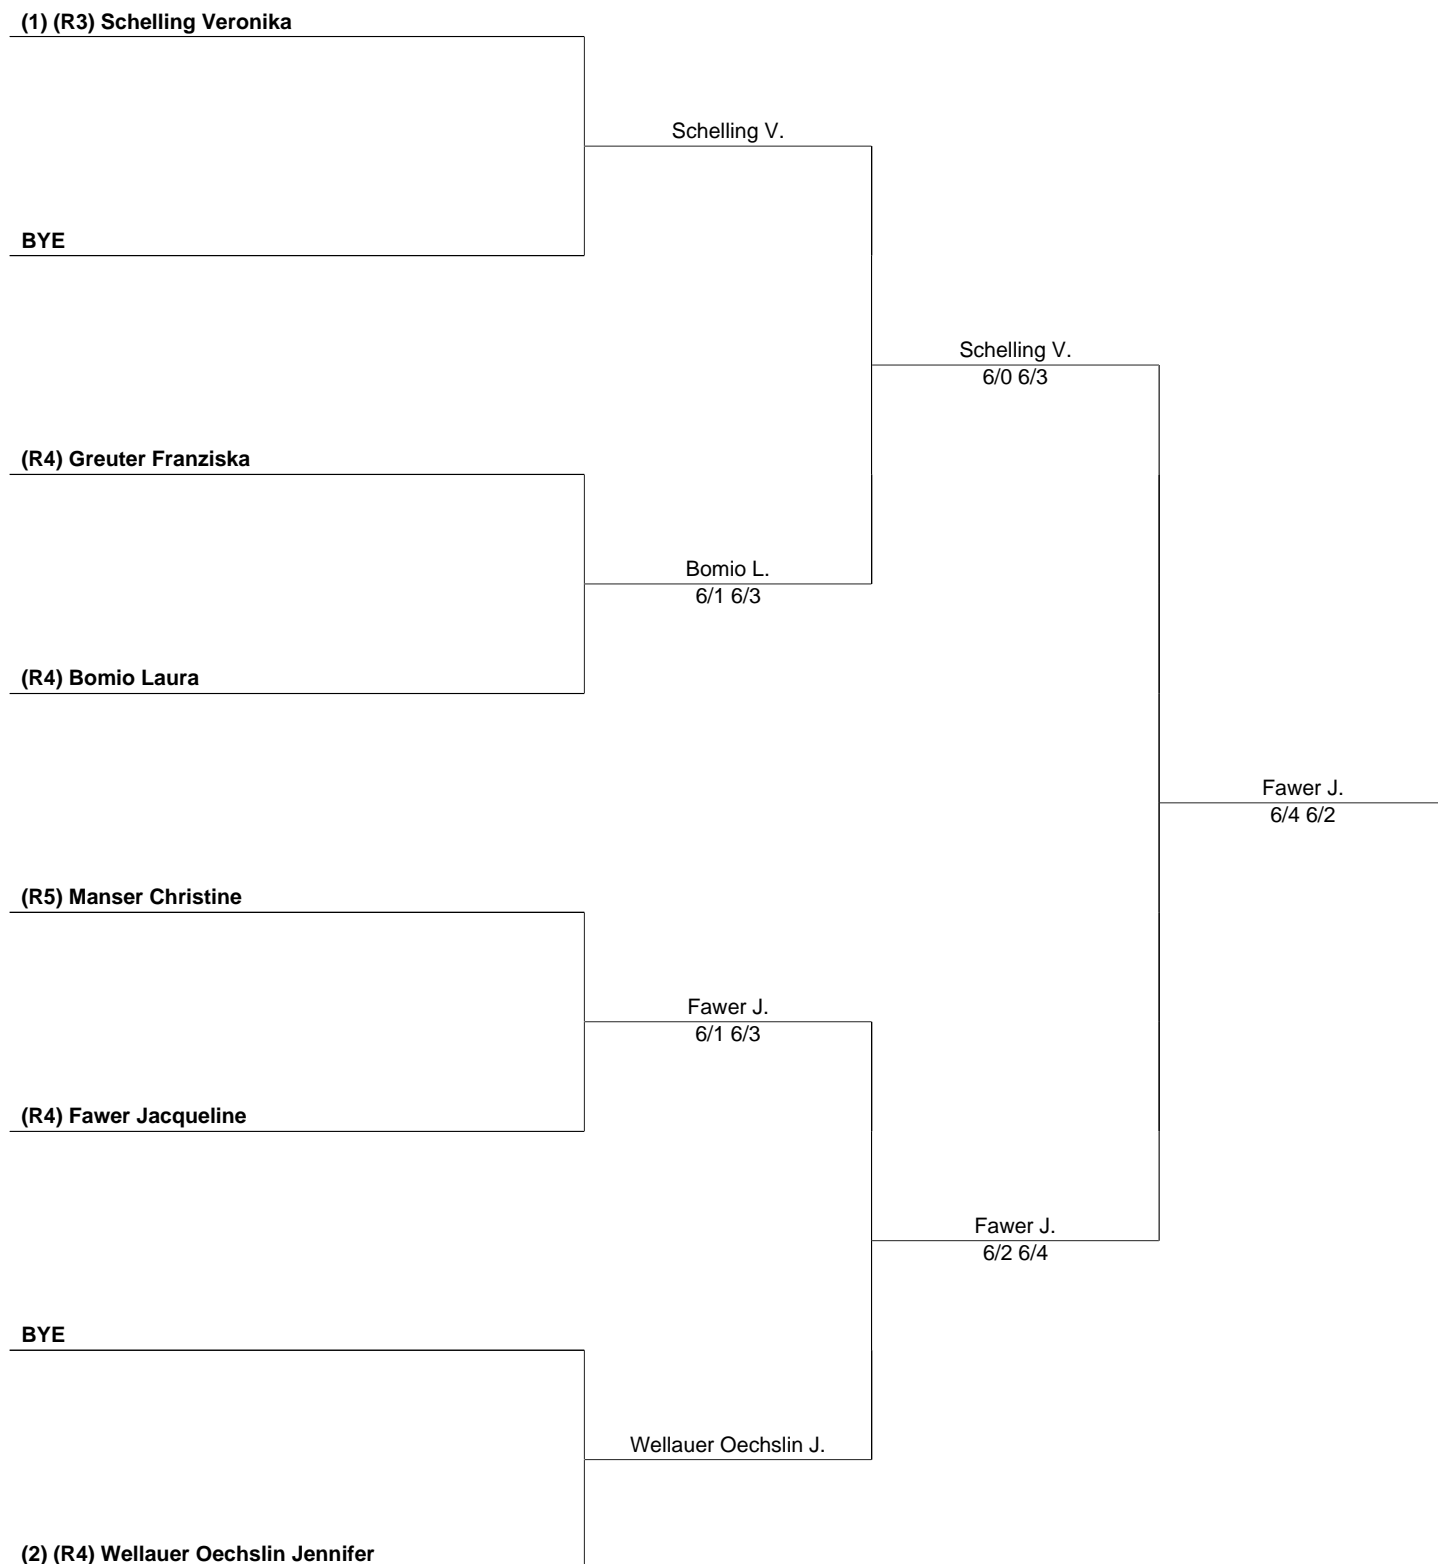 (1) (R3) Schelling Veronika
Schelling V.
BYE
Schelling V.
6/0 6/3
(R4) Greuter Franziska
Bomio L.
6/1 6/3
(R4) Bomio Laura
Fawer J.
6/4 6/2
(R5) Manser Christine
Fawer J.
6/1 6/3
(R4) Fawer Jacqueline
Fawer J.
6/2 6/4
BYE
Wellauer Oechslin J.
(2) (R4) Wellauer Oechslin Jennifer